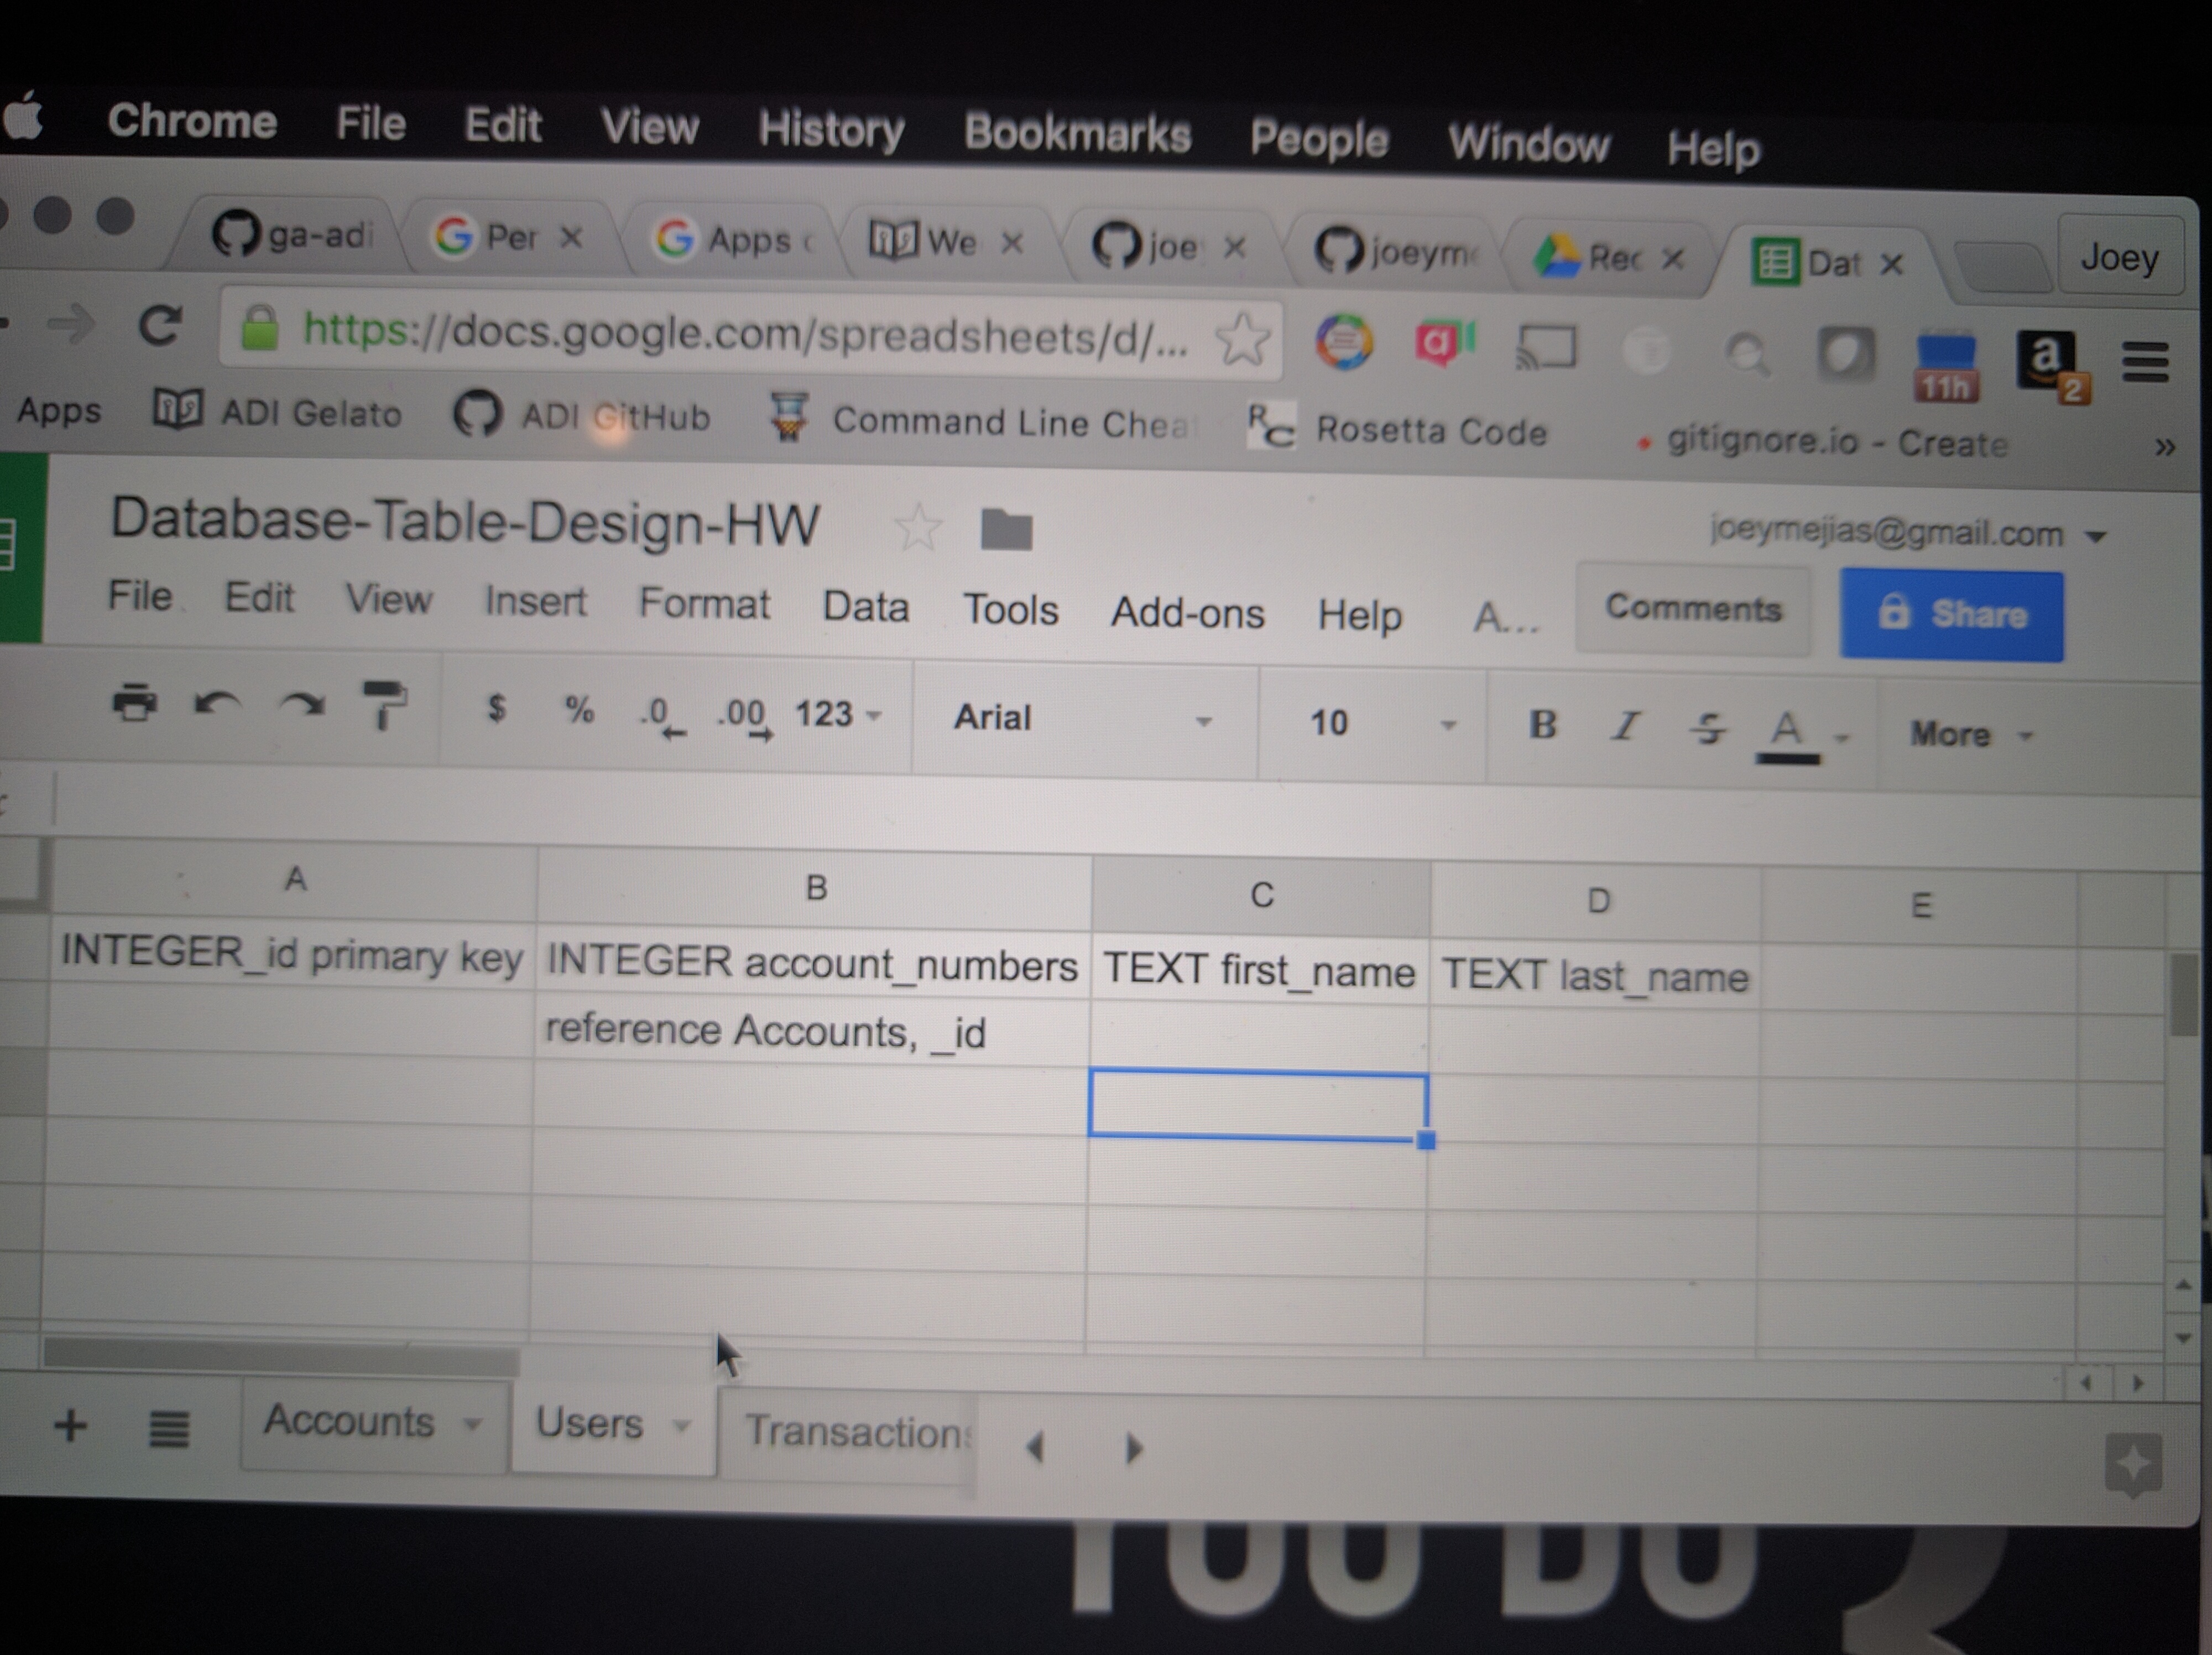 Chrome File Edit View History Bookmarks People Window Help
ga-adi Per Apps We joe joeym Rec Dat Joey
https://docs.google.com/spreadsheets/d/...
11h a 2
Apps ADI Gelato ADI GitHub Command Line Chea RC Rosetta Code gitignore.io - Create »
Database-Table-Design-HW joeymejias@gmail.com
File Edit View Insert Format Data Tools Add-ons Help A... Comments Share
$ % .0 .00 123 Arial 10 B I S A More
A B C D E
INTEGER_id primary key INTEGER account_numbers TEXT first_name TEXT last_name
reference Accounts, _id
+ Accounts Users Transactions
YOU DO